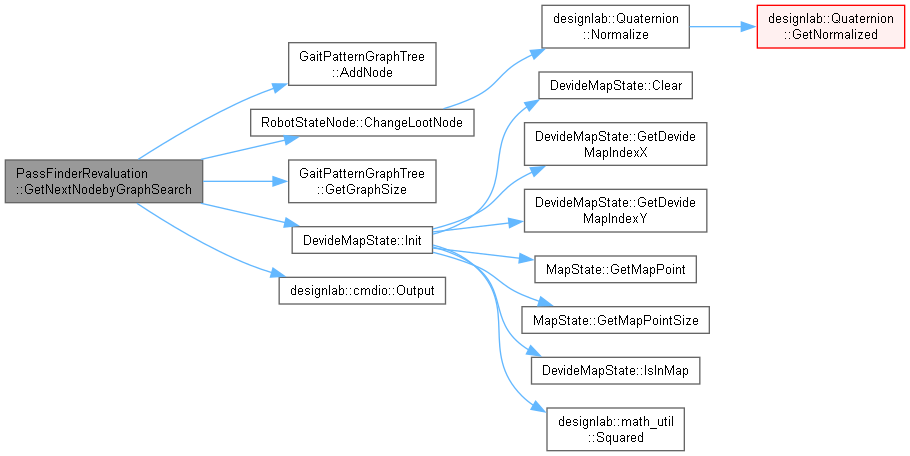 PassFinderRevaluation
::GetNextNodebyGraphSearch
GaitPatternGraphTree
::AddNode
RobotStateNode::ChangeLootNode
GaitPatternGraphTree
::GetGraphSize
DevideMapState::Init
designlab::cmdio::Output
designlab::Quaternion
::Normalize
designlab::Quaternion
::GetNormalized
DevideMapState::Clear
DevideMapState::GetDevide
MapIndexX
DevideMapState::GetDevide
MapIndexY
MapState::GetMapPoint
MapState::GetMapPointSize
DevideMapState::IsInMap
designlab::math_util
::Squared